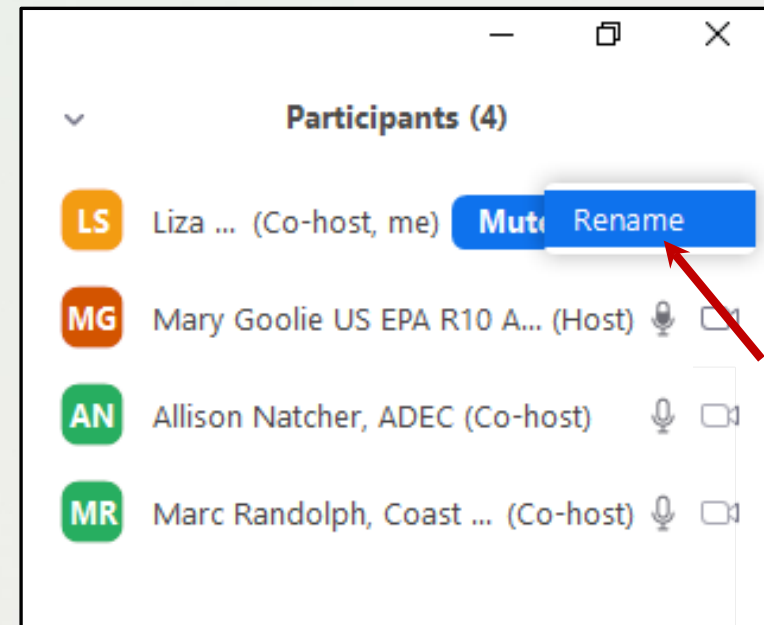 Participants (4)
LS Liza ... (Co-host, me) Mute Rename
MG Mary Goolie US EPA R10 A... (Host)
AN Allison Natcher, ADEC (Co-host)
MR Marc Randolph, Coast ... (Co-host)